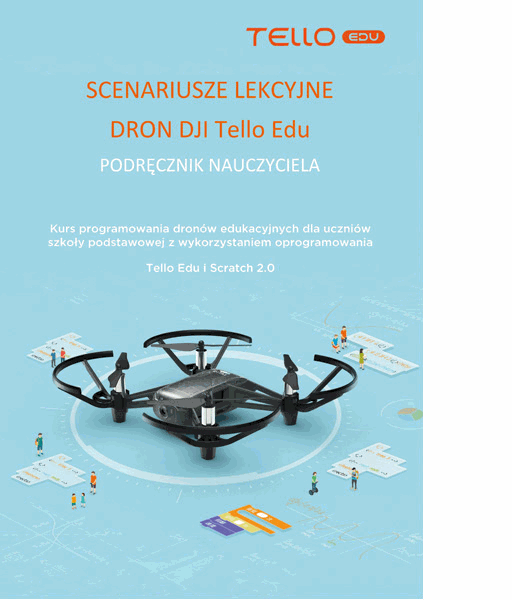 TELLO EDU
SCENARIUSZE LEKCYJNE
DRON DJI Tello Edu
PODRĘCZNIK NAUCZYCIELA
Kurs programowania dronów edukacyjnych dla uczniów
szkoły podstawowej z wykorzystaniem oprogramowania
Tello Edu i Scratch 2.0